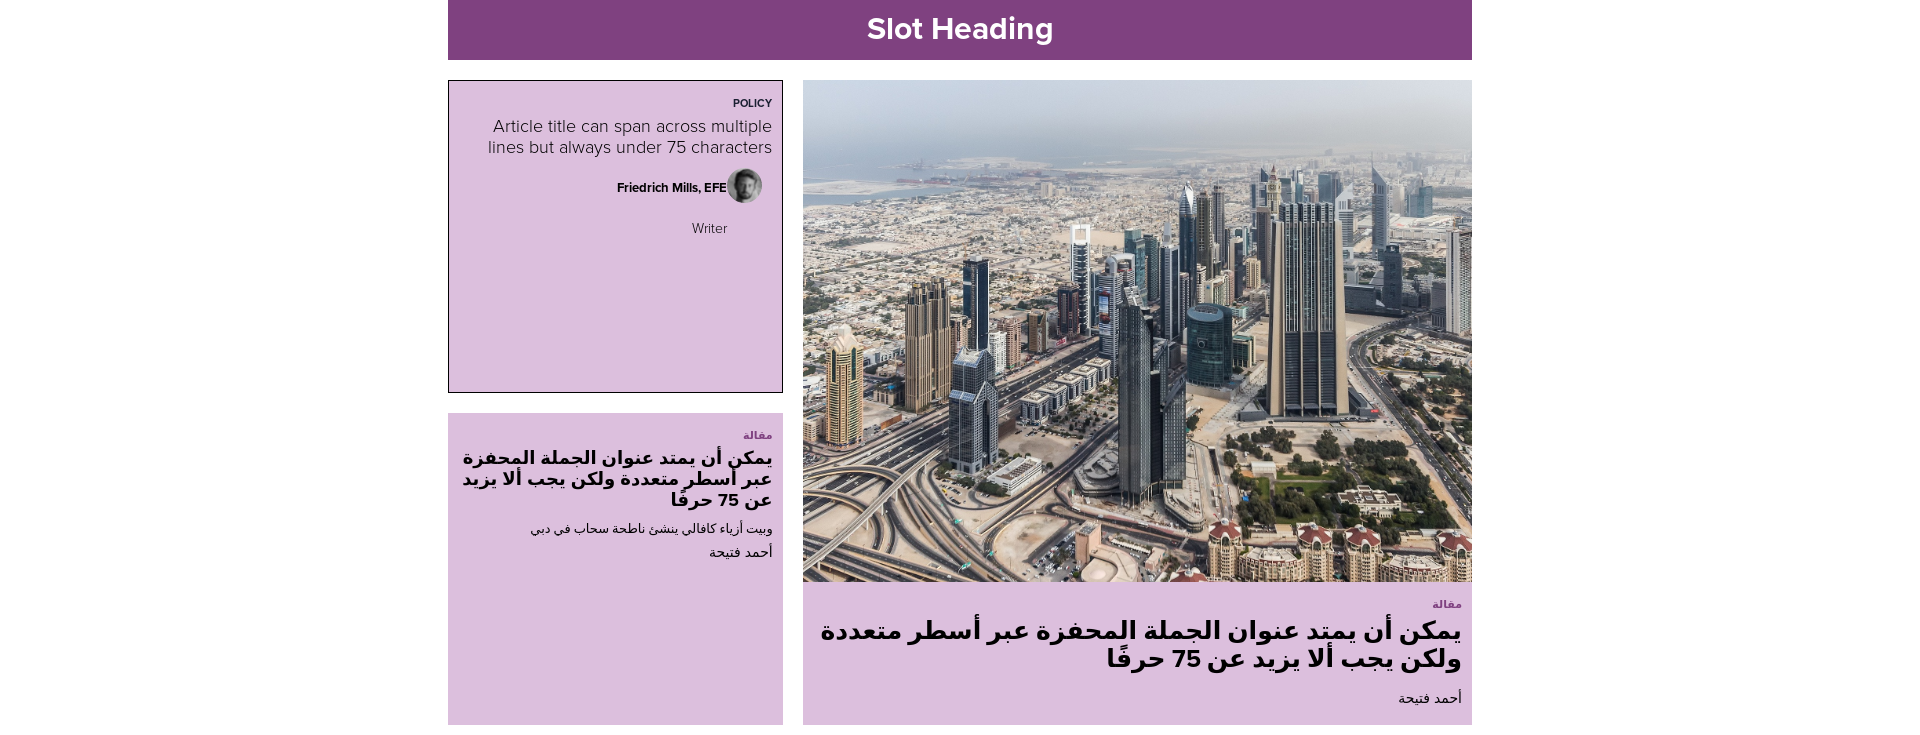 Slot Heading
POLICY
Article title can span across multiple
lines but always under 75 characters
Friedrich Mills, EFE
Writer
مقالة
يمكن أن يمتد عنوان الجملة المحفزة
عبر أسطر متعددة ولكن يجب ألا يزيد
عن 75 حرفًا
وبيت أزياء كافالي ينشئ ناطحة سحاب في دبي
أحمد فتيحة
مقالة
يمكن أن يمتد عنوان الجملة المحفزة عبر أسطر متعددة
ولكن يجب ألا يزيد عن 75 حرفًا
أحمد فتيحة